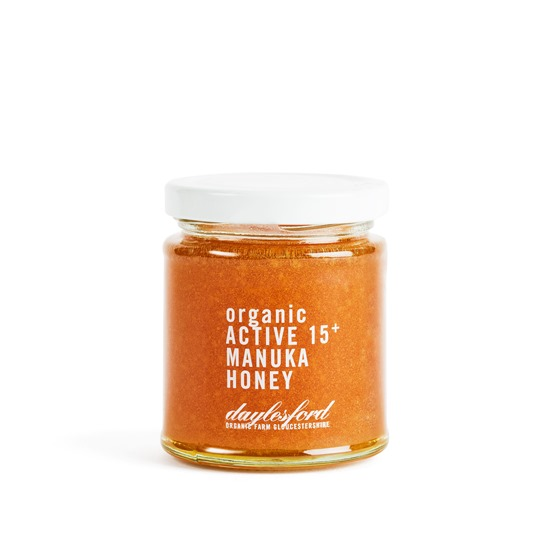 organic
ACTIVE 15+
MANUKA
HONEY
daylesford
ORGANIC FARM GLOUCESTERSHIRE